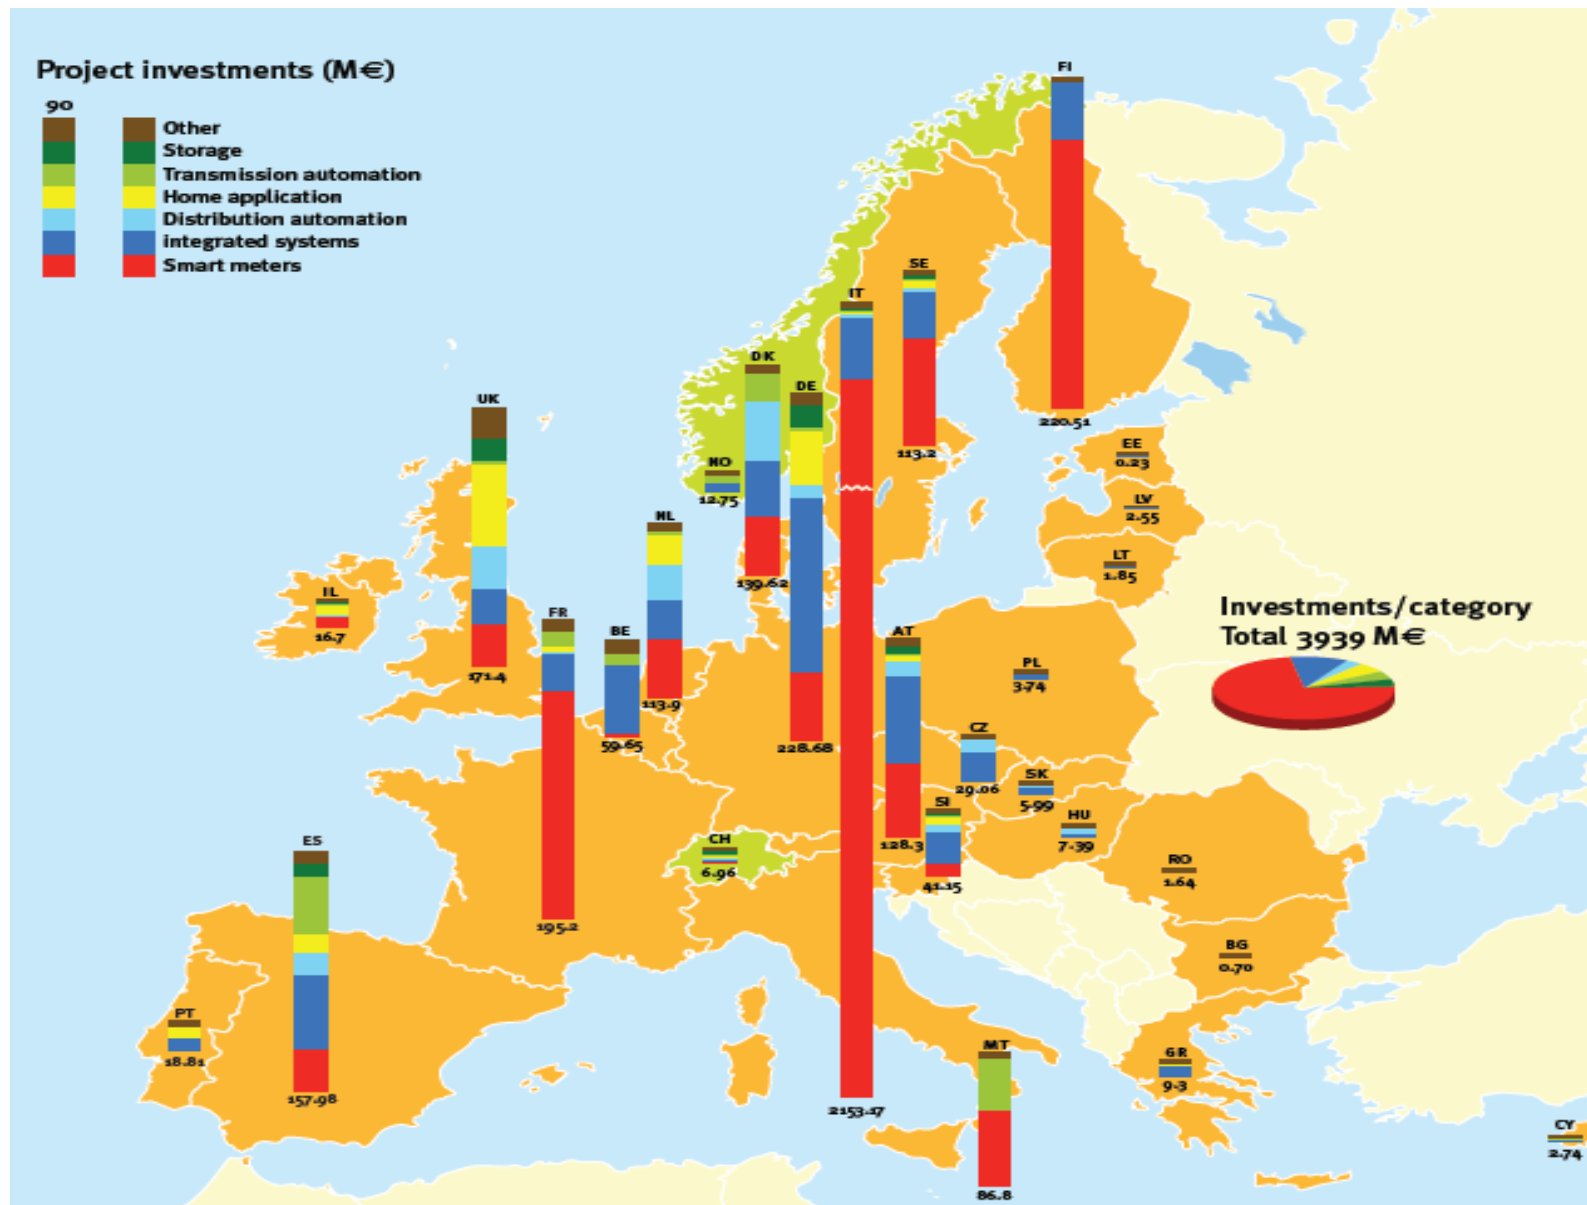 Project investments (M€)
90
Other
Storage
Transmission automation
Home application
Distribution automation
integrated systems
Smart meters
FI
220.51
SE
113.2
IT
2153.17
DK
139.62
DE
228.68
UK
171.4
NO
12.75
EE
0.23
LV
2.55
LT
1.85
NL
113.9
IL
16.7
FR
195.2
BE
59.65
AT
128.3
PL
3.74
Investments/category
Total 3939 M€
CZ
29.06
SK
5.99
SI
41.15
HU
7.39
CH
6.96
ES
157.98
RO
1.64
BG
0.70
PT
18.81
MT
86.8
GR
9.3
CY
2.74